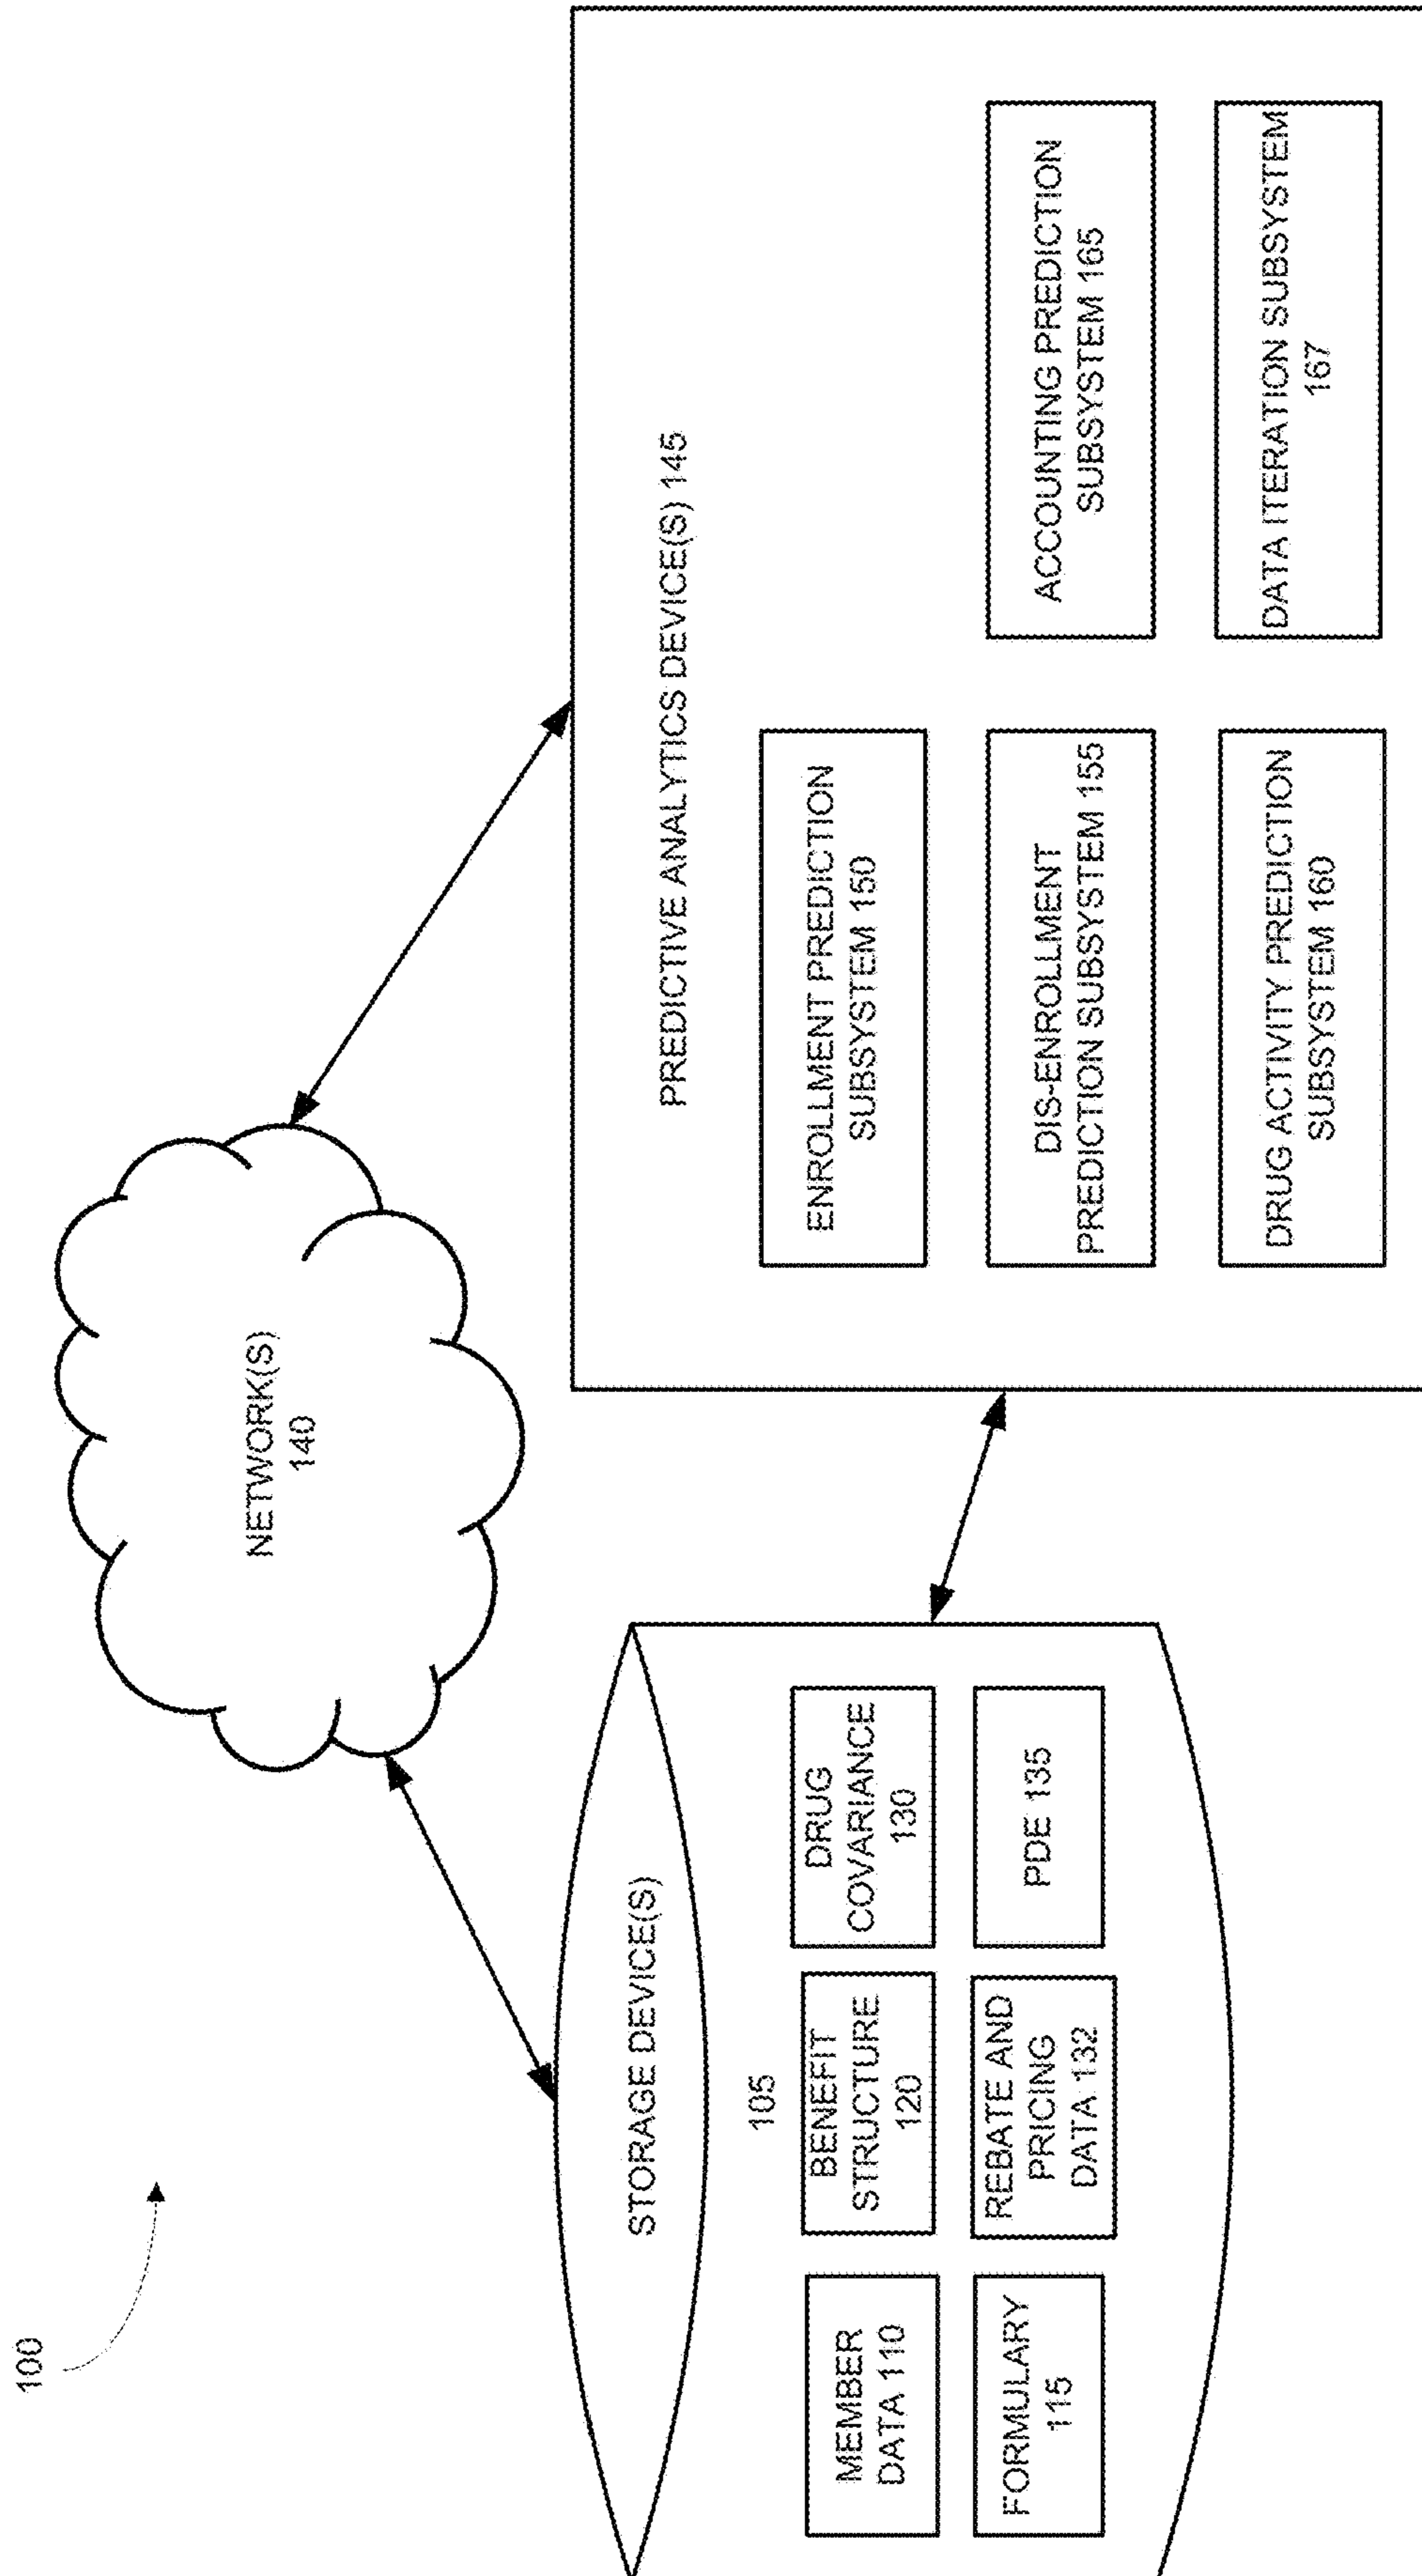 100
NETWORK(S)
140
STORAGE DEVICE(S)
105
MEMBER
DATA 110
BENEFIT
STRUCTURE
120
DRUG
COVARIANCE
130
FORMULARY
115
REBATE AND
PRICING
DATA 132
PDE 135
PREDICTIVE ANALYTICS DEVICE(S) 145
ENROLLMENT PREDICTION
SUBSYSTEM 150
DIS-ENROLLMENT
PREDICTION SUBSYSTEM 155
ACCOUNTING PREDICTION
SUBSYSTEM 165
DRUG ACTIVITY PREDICTION
SUBSYSTEM 160
DATA ITERATION SUBSYSTEM
167